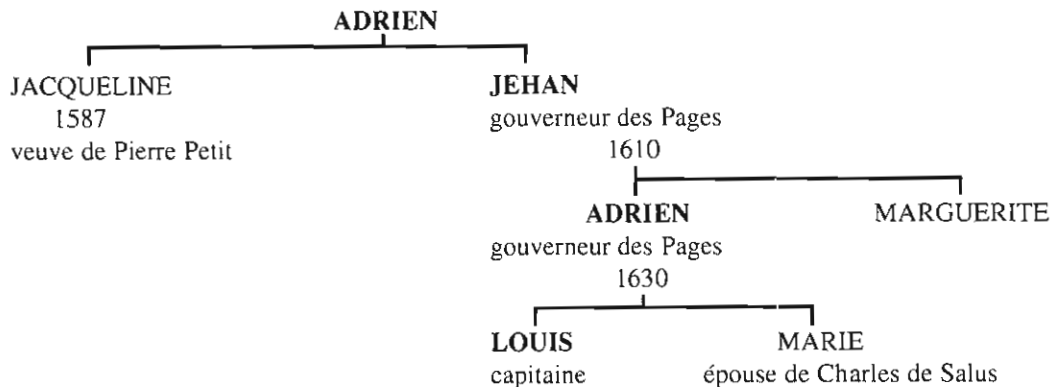 ADRIEN
JACQUELINE
1587
veuve de Pierre Petit
JEHAN
gouverneur des Pages
1610
ADRIEN
gouverneur des Pages
1630
MARGUERITE
LOUIS
capitaine
MARIE
épouse de Charles de Salus